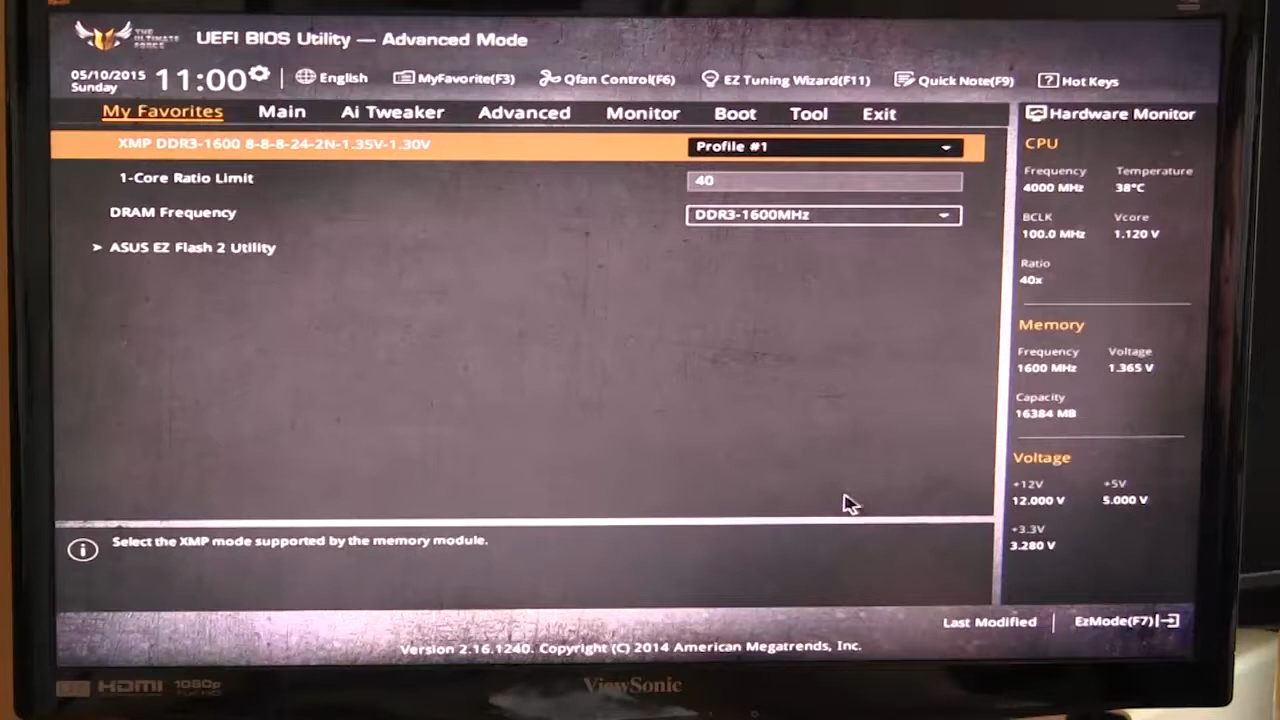 THE ULTIMATE FORCE
UEFI BIOS Utility — Advanced Mode
05/10/2015
Sunday
11:00
English
MyFavorite(F3)
Qfan Control(F6)
EZ Tuning Wizard(F11)
Quick Note(F9)
? Hot Keys
My Favorites Main Ai Tweaker Advanced Monitor Boot Tool Exit
XMP DDR3-1600 8-8-8-24-2N-1.35V-1.30V Profile #1
1-Core Ratio Limit 40
DRAM Frequency DDR3-1600MHz
> ASUS EZ Flash 2 Utility
Select the XMP mode supported by the memory module.
Hardware Monitor
CPU
Frequency Temperature
4000 MHz 38°C
BCLK Vcore
100.0 MHz 1.120 V
Ratio
40x
Memory
Frequency Voltage
1600 MHz 1.365 V
Capacity
16384 MB
Voltage
+12V +5V
12.000 V 5.000 V
+3.3V
3.280 V
Last Modified EzMode(F7)
Version 2.16.1240. Copyright (C) 2014 American Megatrends, Inc.
HDMI 1080p
ViewSonic